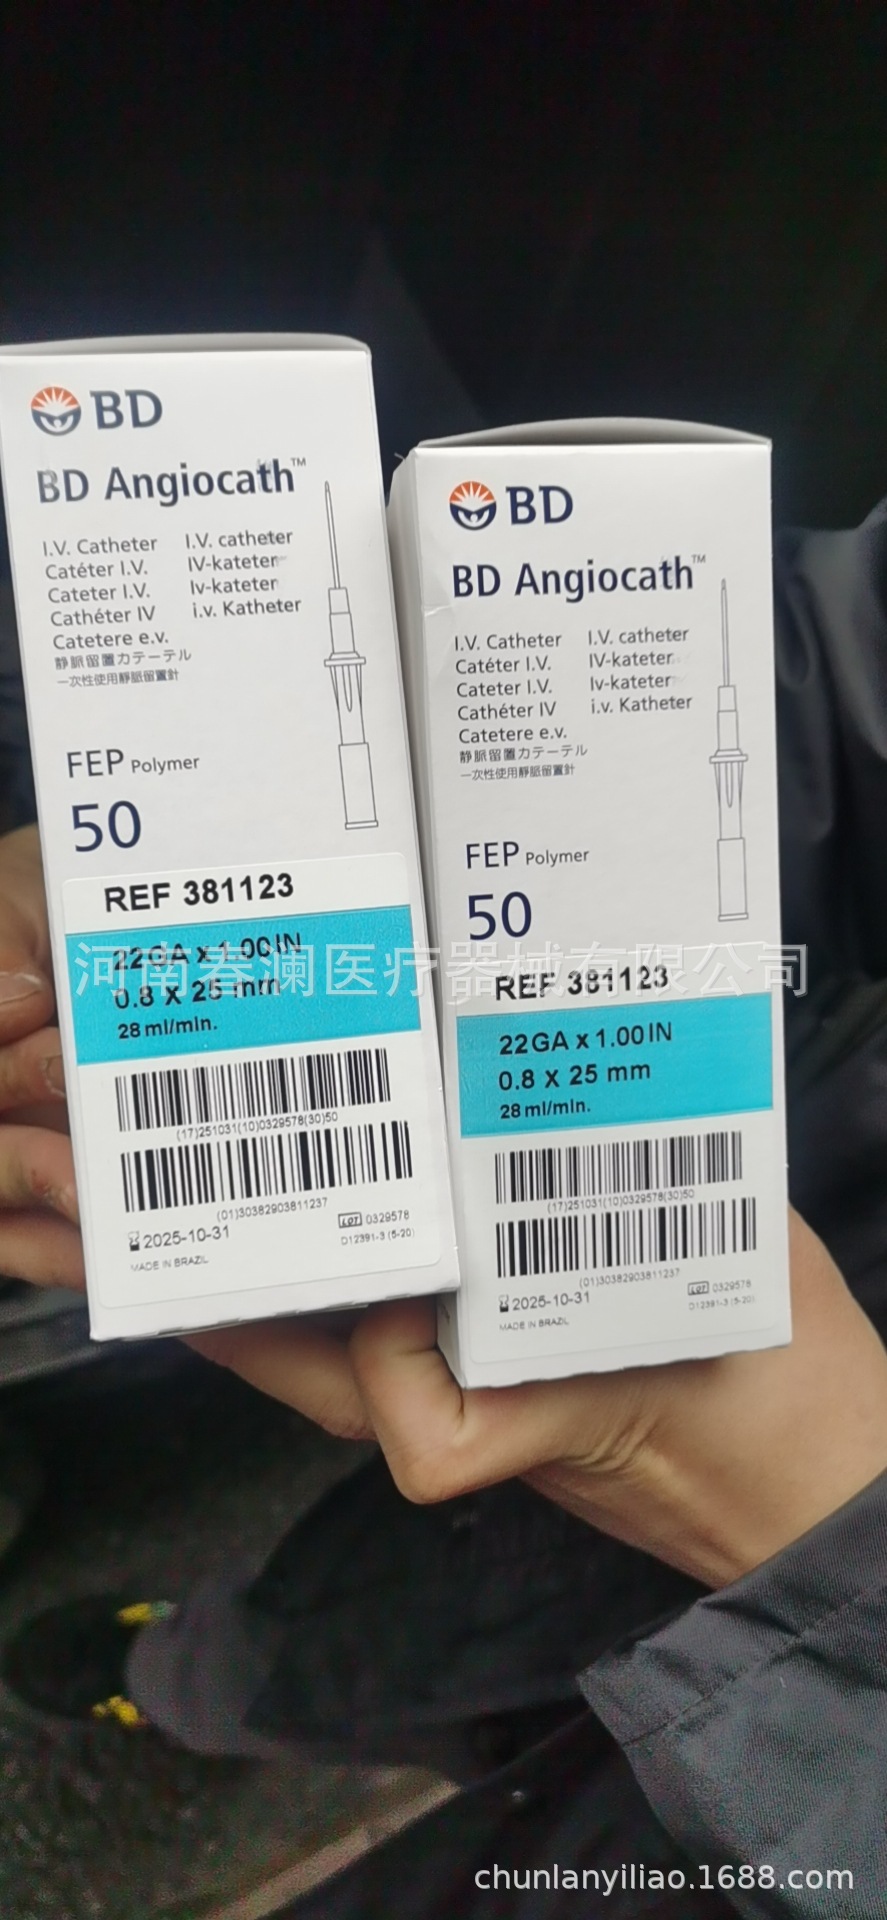 BD
BD Angiocath™
I.V. Catheter I.V. catheter
Catéter I.V. IV-kateter
Cateter I.V. Iv-kateter
Cathéter IV i.v. Katheter
Catetere e.v.
静脈留置カテーテル
一次性使用靜脈留置針
FEP Polymer
50
REF 381123
22GA x 1.00IN
0.8 x 25 mm
28 ml/min.
(17)251031(10)0329578(30)50
(01)30382903811237
2025-10-31 LOT 0329578
MADE IN BRAZIL D12391-3 (5-20)
BD
BD Angiocath™
I.V. Catheter I.V. catheter
Catéter I.V. IV-kateter
Cateter I.V. Iv-kateter
Cathéter IV i.v. Katheter
Catetere e.v.
静脈留置カテーテル
一次性使用靜脈留置針
FEP Polymer
50
REF 381123
22GA x 1.00IN
0.8 x 25 mm
28 ml/min.
(17)251031(10)0329578(30)50
(01)30382903811237
2025-10-31 LOT 0329578
MADE IN BRAZIL D12391-3 (5-20)
河南春澜医疗器械有限公司
chunlanyiliao.1688.com